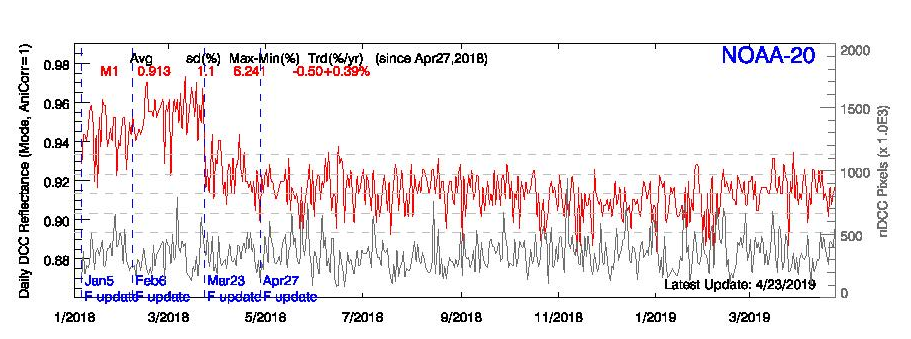 NOAA-20
Avg sd(%) Max-Min(%) Trd(%/yr) (since Apr27,2018)
M1 0.913 1.1 6.241 -0.50+0.39%
Daily DCC Reflectance (Mode, AniCorr=1)
0.98
0.96
0.94
0.92
0.90
0.88
2000
1500
1000
500
0
nDCC Pixels (x 1.0E3)
Jan5 Feb6 Mar23 Apr27
F update F update F update F update
Latest Update: 4/23/2019
1/2018 3/2018 5/2018 7/2018 9/2018 11/2018 1/2019 3/2019